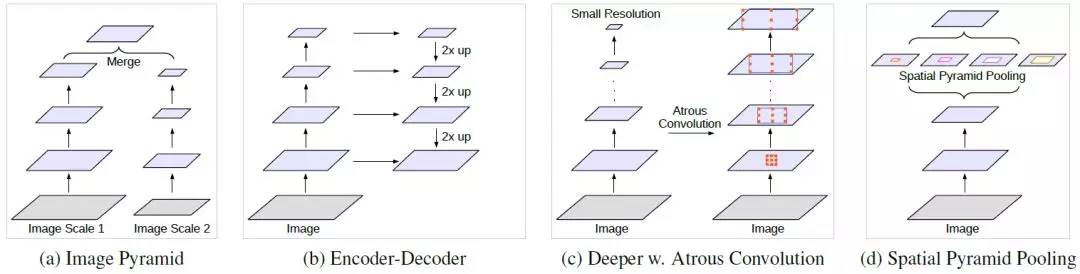 Merge
Image Scale 1
Image Scale 2
(a) Image Pyramid
2x up
2x up
2x up
Image
(b) Encoder-Decoder
Small Resolution
Atrous
Convolution
Image
Image
(c) Deeper w. Atrous Convolution
Spatial Pyramid Pooling
Image
(d) Spatial Pyramid Pooling